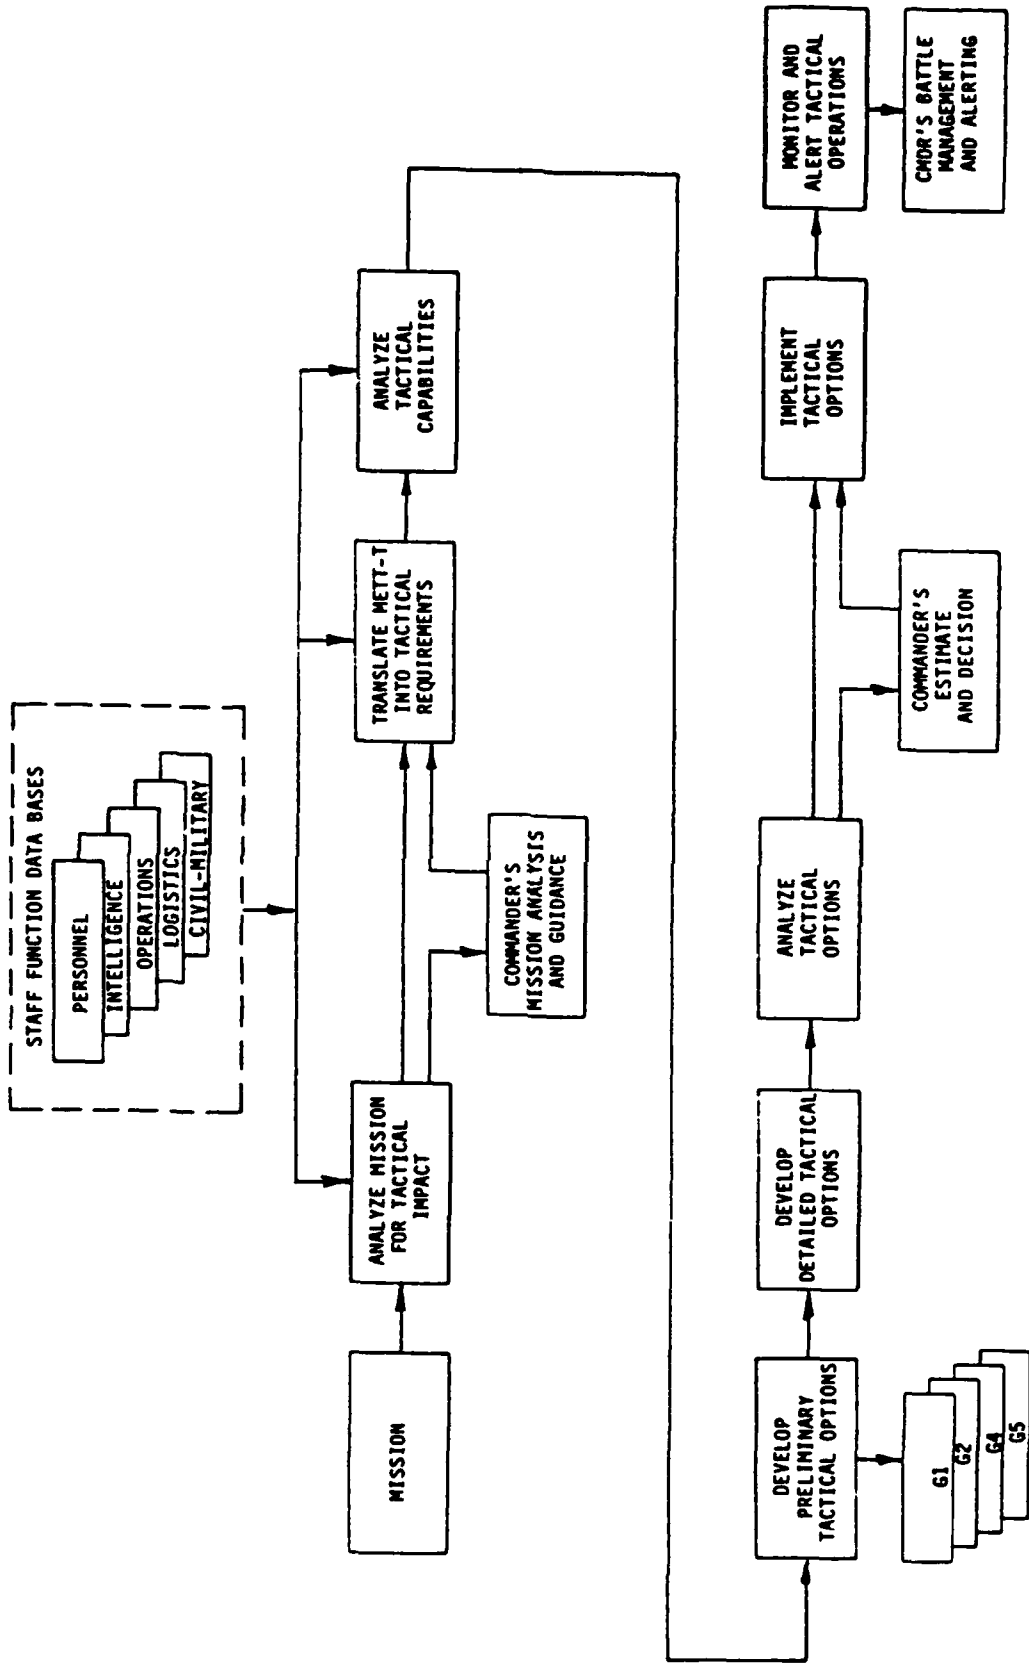 STAFF FUNCTION DATA BASES
PERSONNEL
INTELLIGENCE
OPERATIONS
LOGISTICS
CIVIL-MILITARY
MISSION
ANALYZE MISSION
FOR TACTICAL
IMPACT
COMMANDER'S
MISSION ANALYSIS
AND GUIDANCE
TRANSLATE METT-T
INTO TACTICAL
REQUIREMENTS
ANALYZE
TACTICAL
CAPABILITIES
DEVELOP
PRELIMINARY
TACTICAL OPTIONS
G1
G2
G4
G5
DEVELOP
DETAILED TACTICAL
OPTIONS
ANALYZE
TACTICAL
OPTIONS
COMMANDER'S
ESTIMATE
AND DECISION
IMPLEMENT
TACTICAL
OPTIONS
MONITOR AND
ALERT TACTICAL
OPERATIONS
CMDR'S BATTLE
MANAGEMENT
AND ALERTING